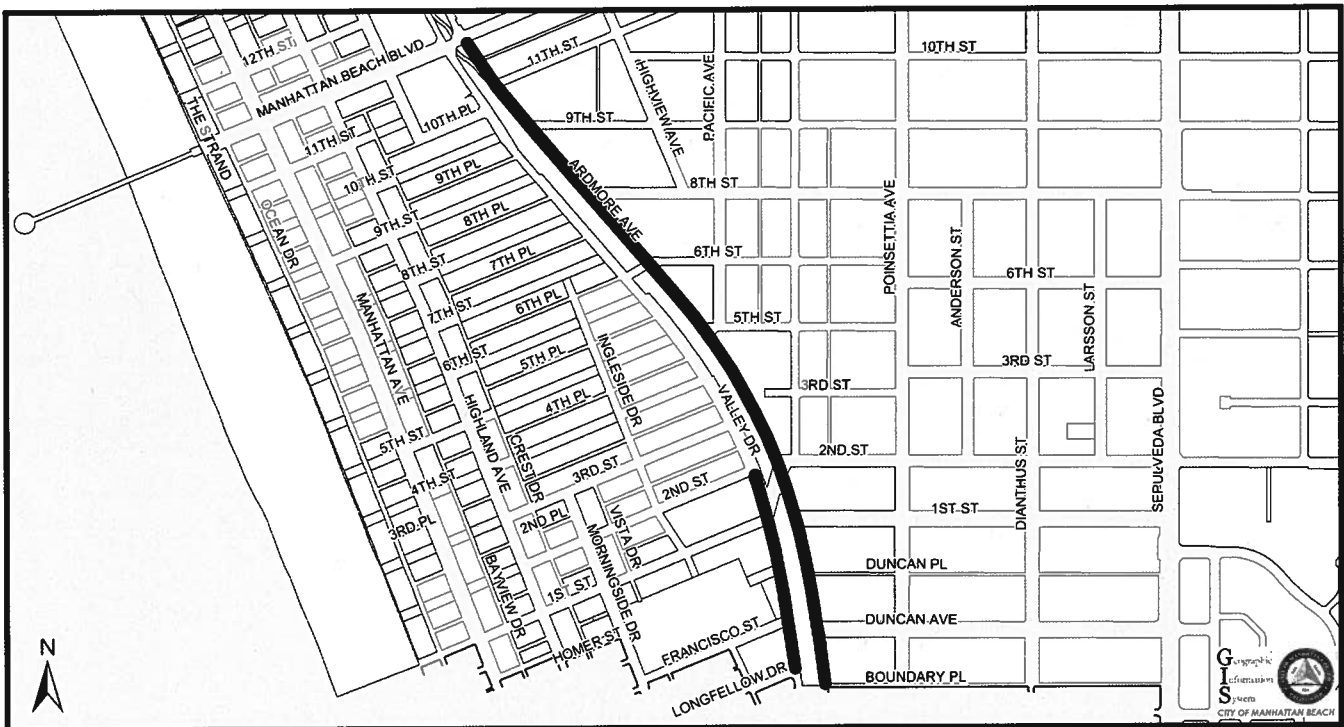 10TH ST
12TH ST
MANHATTAN BEACH BLVD
11TH ST
HIGHVIEW AVE
PACIFIC AVE
THE STRAND
11TH ST
10TH PL
9TH ST
10TH ST
9TH PL
ARDMORE AVE
8TH ST
OCEAN DR
9TH ST
8TH PL
POINSETTIA AVE
8TH ST
7TH PL
6TH ST
ANDERSON ST
6TH ST
MANHATTAN AVE
7TH ST
6TH PL
5TH ST
LARSSON ST
INGLESIDE DR
6TH ST
5TH PL
3RD ST
3RD ST
4TH PL
VALLEY DR
HIGHLAND AVE
5TH ST
CREST DR
3RD ST
2ND ST
4TH ST
2ND ST
DIANTHUS ST
SEPULVEDA BLVD
3RD PL
2ND PL
VISTA DR
1ST ST
MORNINGSIDE DR
BAYVIEW DR
1ST ST
DUNCAN PL
HOMER ST
FRANCISCO ST
DUNCAN AVE
LONGFELLOW DR
BOUNDARY PL
N
Geographic
Information
System
CITY OF MANHATTAN BEACH